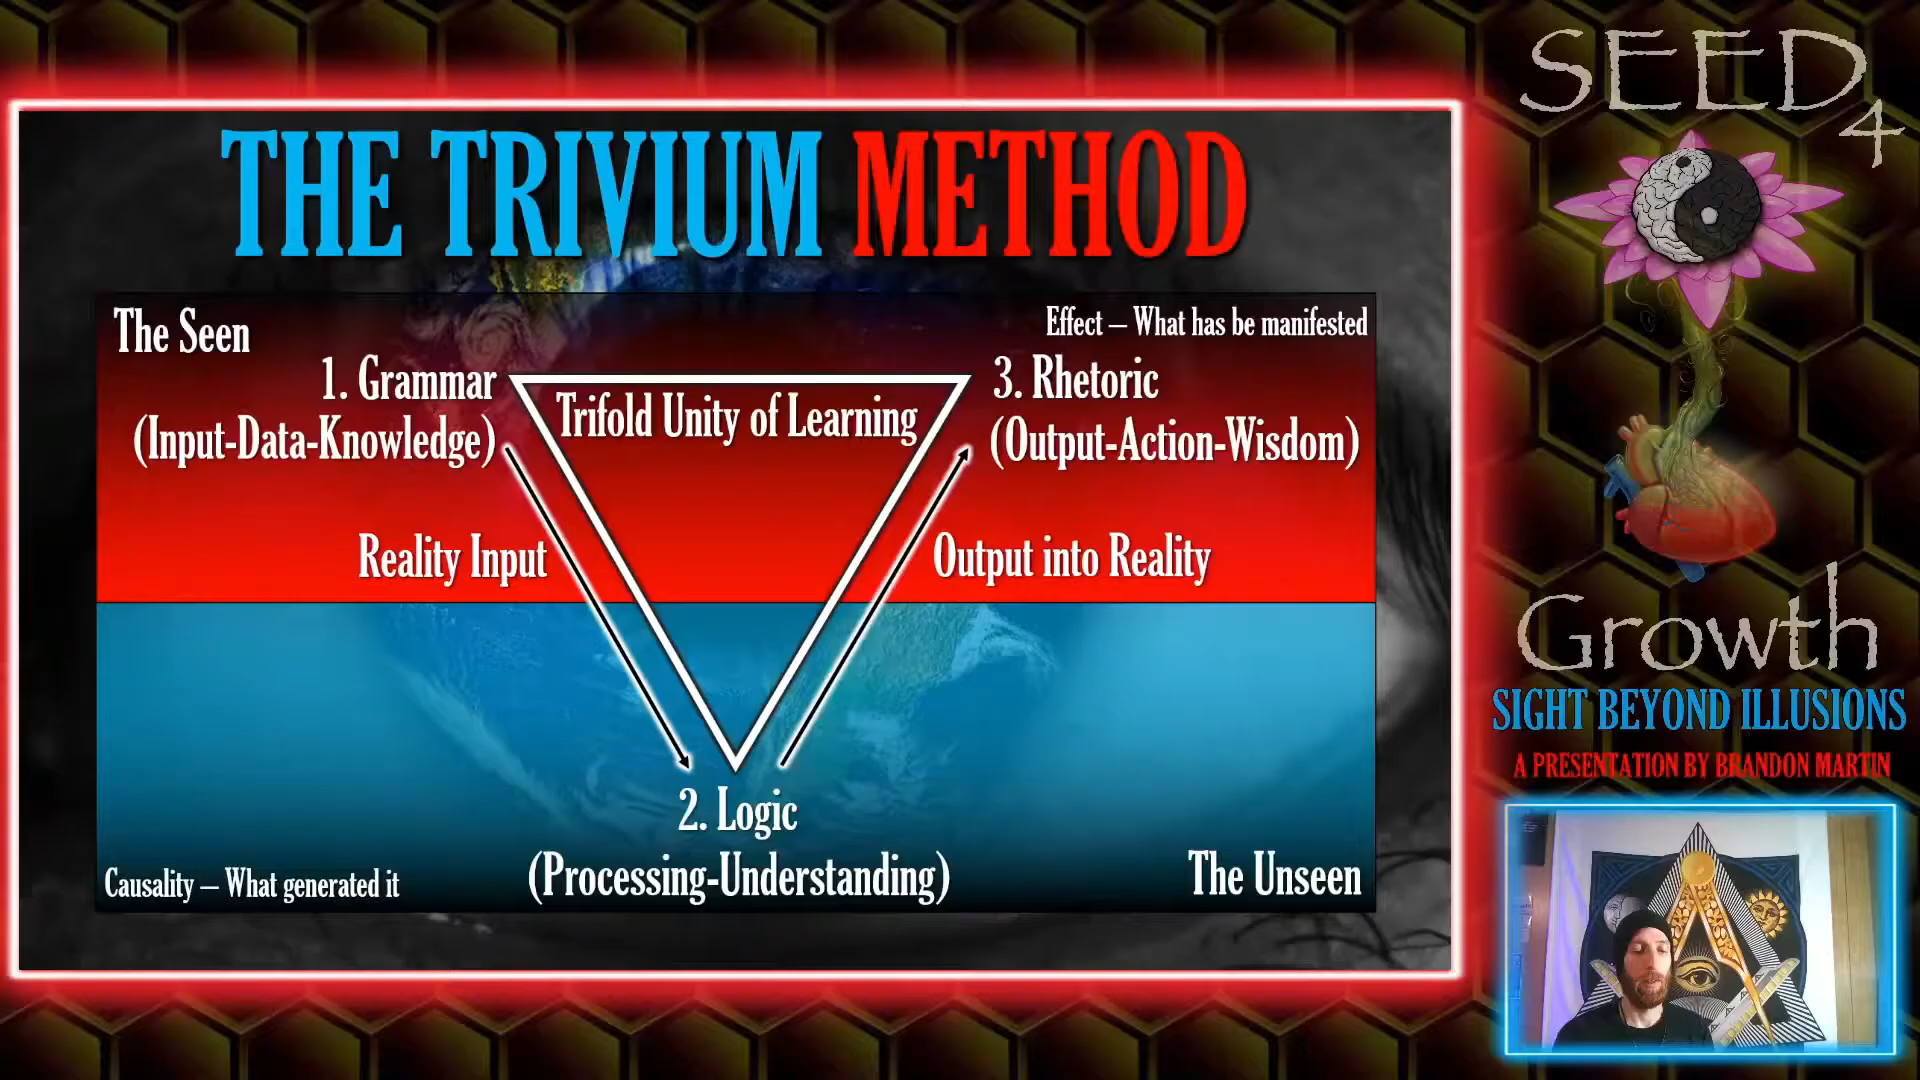 THE TRIVIUM METHOD
The Seen
Effect – What has be manifested
1. Grammar
(Input-Data-Knowledge)
Trifold Unity of Learning
3. Rhetoric
(Output-Action-Wisdom)
Reality Input
Output into Reality
2. Logic
(Processing-Understanding)
Causality – What generated it
The Unseen
SEED
4
Growth
SIGHT BEYOND ILLUSIONS
A PRESENTATION BY BRANDON MARTIN